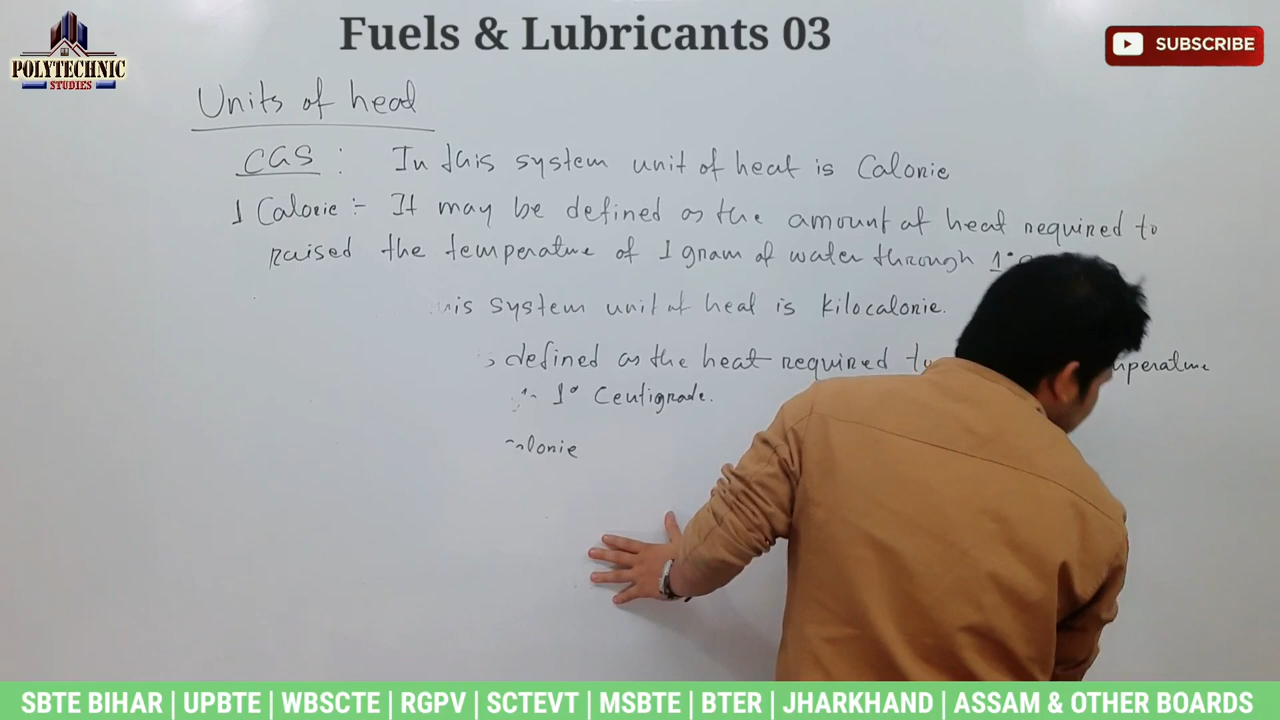 Fuels & Lubricants 03
POLYTECHNIC
STUDIES
SUBSCRIBE
Units of heat
CGS : In this system unit of heat is Calorie
1 Calorie :- It may be defined as the amount of heat required to
raised the temperature of 1 gram of water through 1°
system unit of heat is kilocalorie.
defined as the heat required to
1° Centigrade.
SBTE BIHAR | UPBTE | WBSCTE | RGPV | SCTEVT | MSBTE | BTER | JHARKHAND | ASSAM & OTHER BOARDS